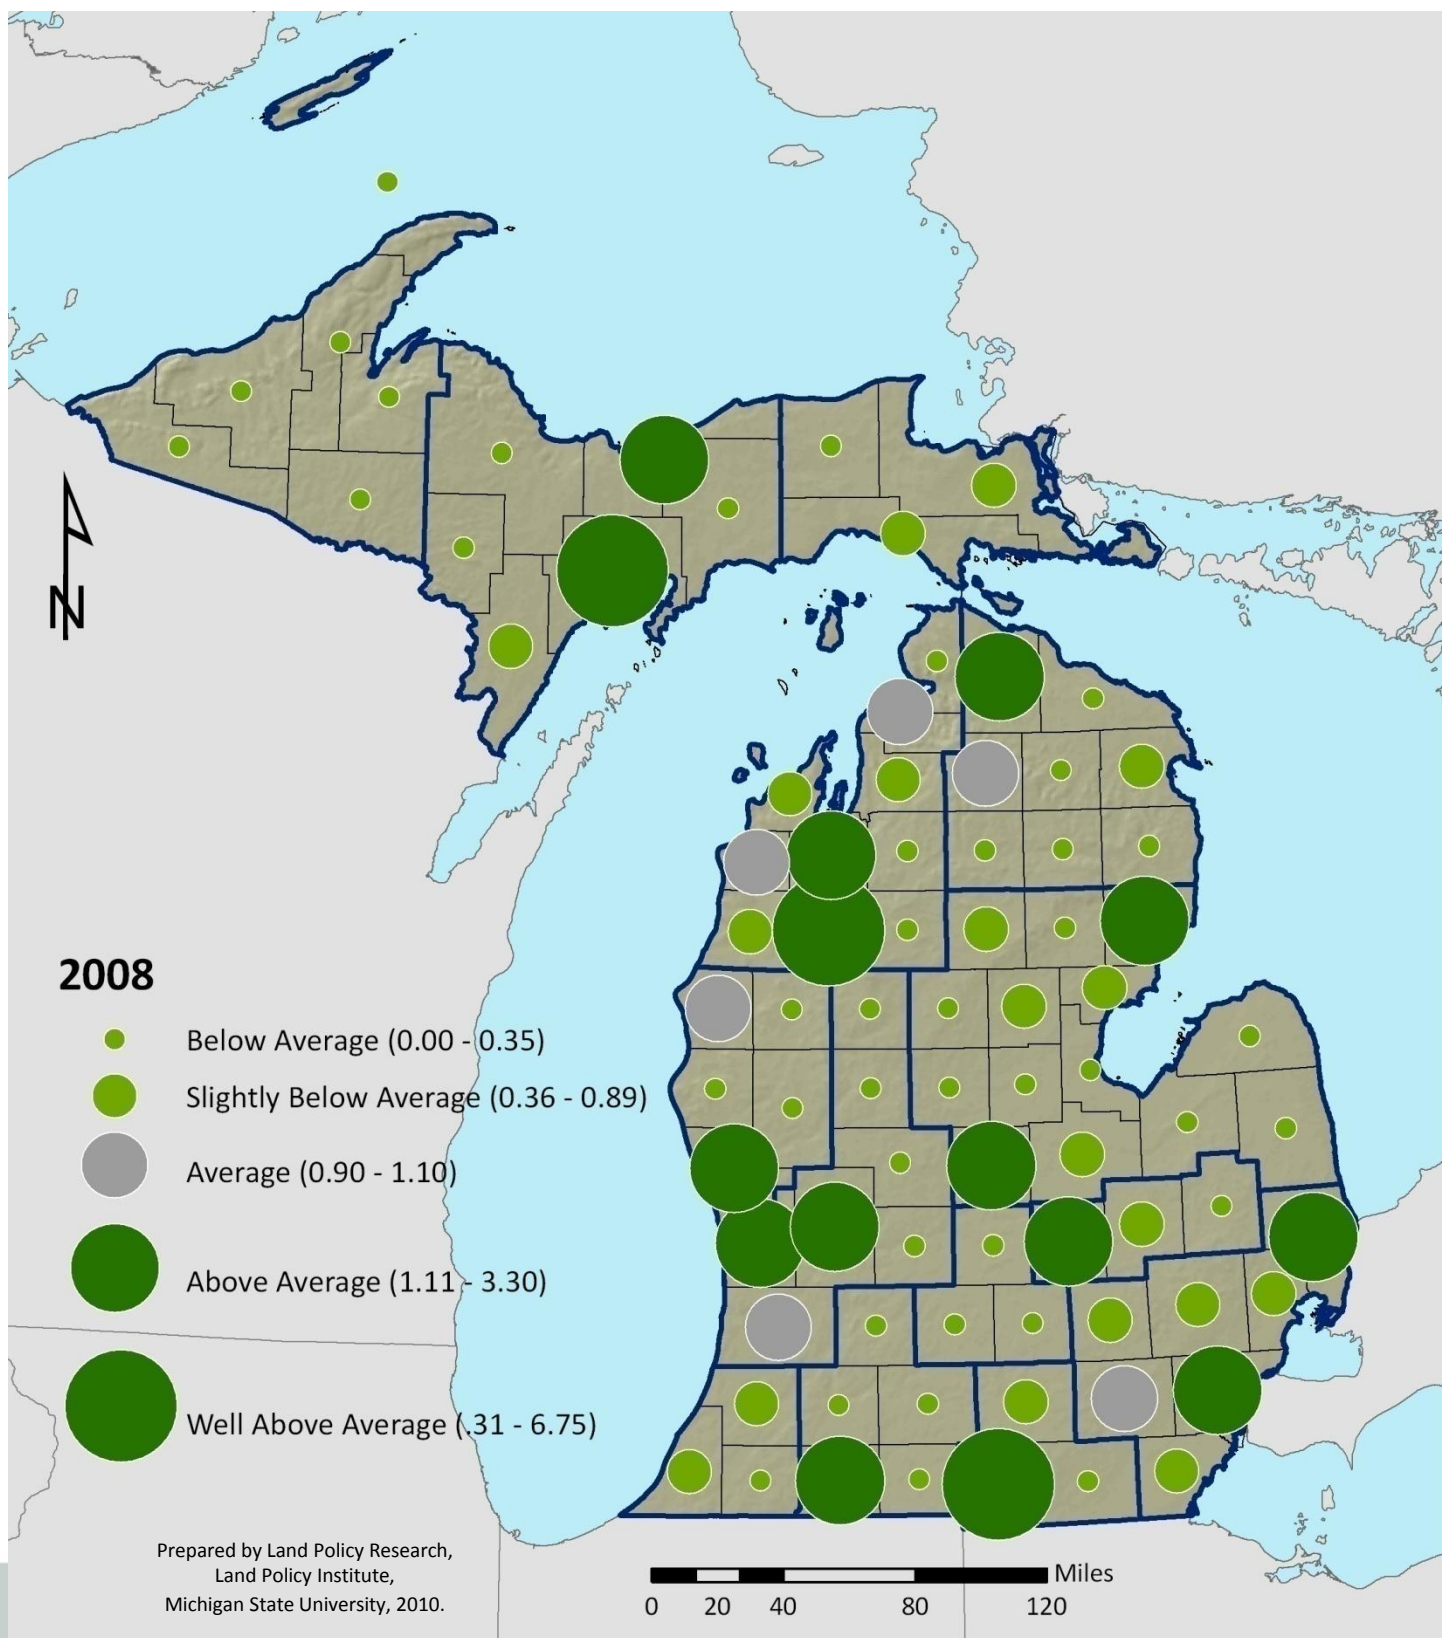 N
2008
Below Average (0.00 - 0.35)
Slightly Below Average (0.36 - 0.89)
Average (0.90 - 1.10)
Above Average (1.11 - 3.30)
Well Above Average (.31 - 6.75)
Prepared by Land Policy Research,
Land Policy Institute,
Michigan State University, 2010.
Miles
0 20 40 80 120